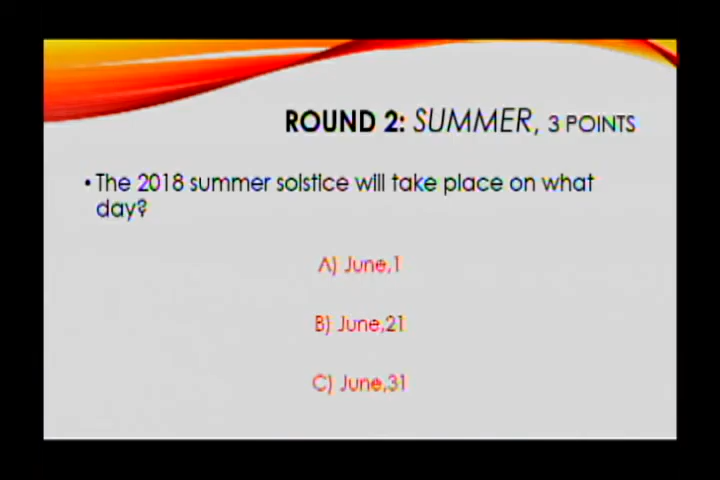 ROUND 2: SUMMER, 3 POINTS
• The 2018 summer solstice will take place on what
day?
A) June,1
B) June,21
C) June,31